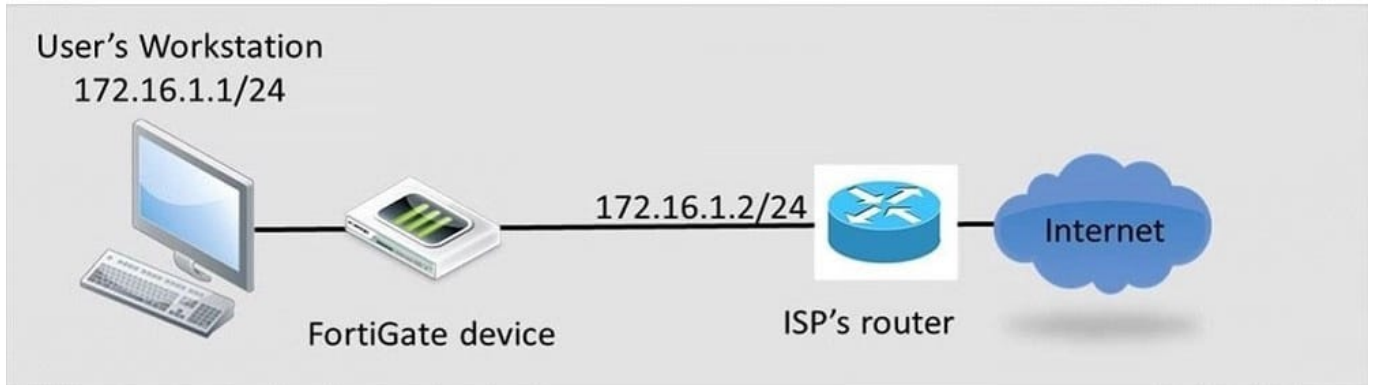 User's Workstation
172.16.1.1/24
172.16.1.2/24
Internet
FortiGate device
ISP's router